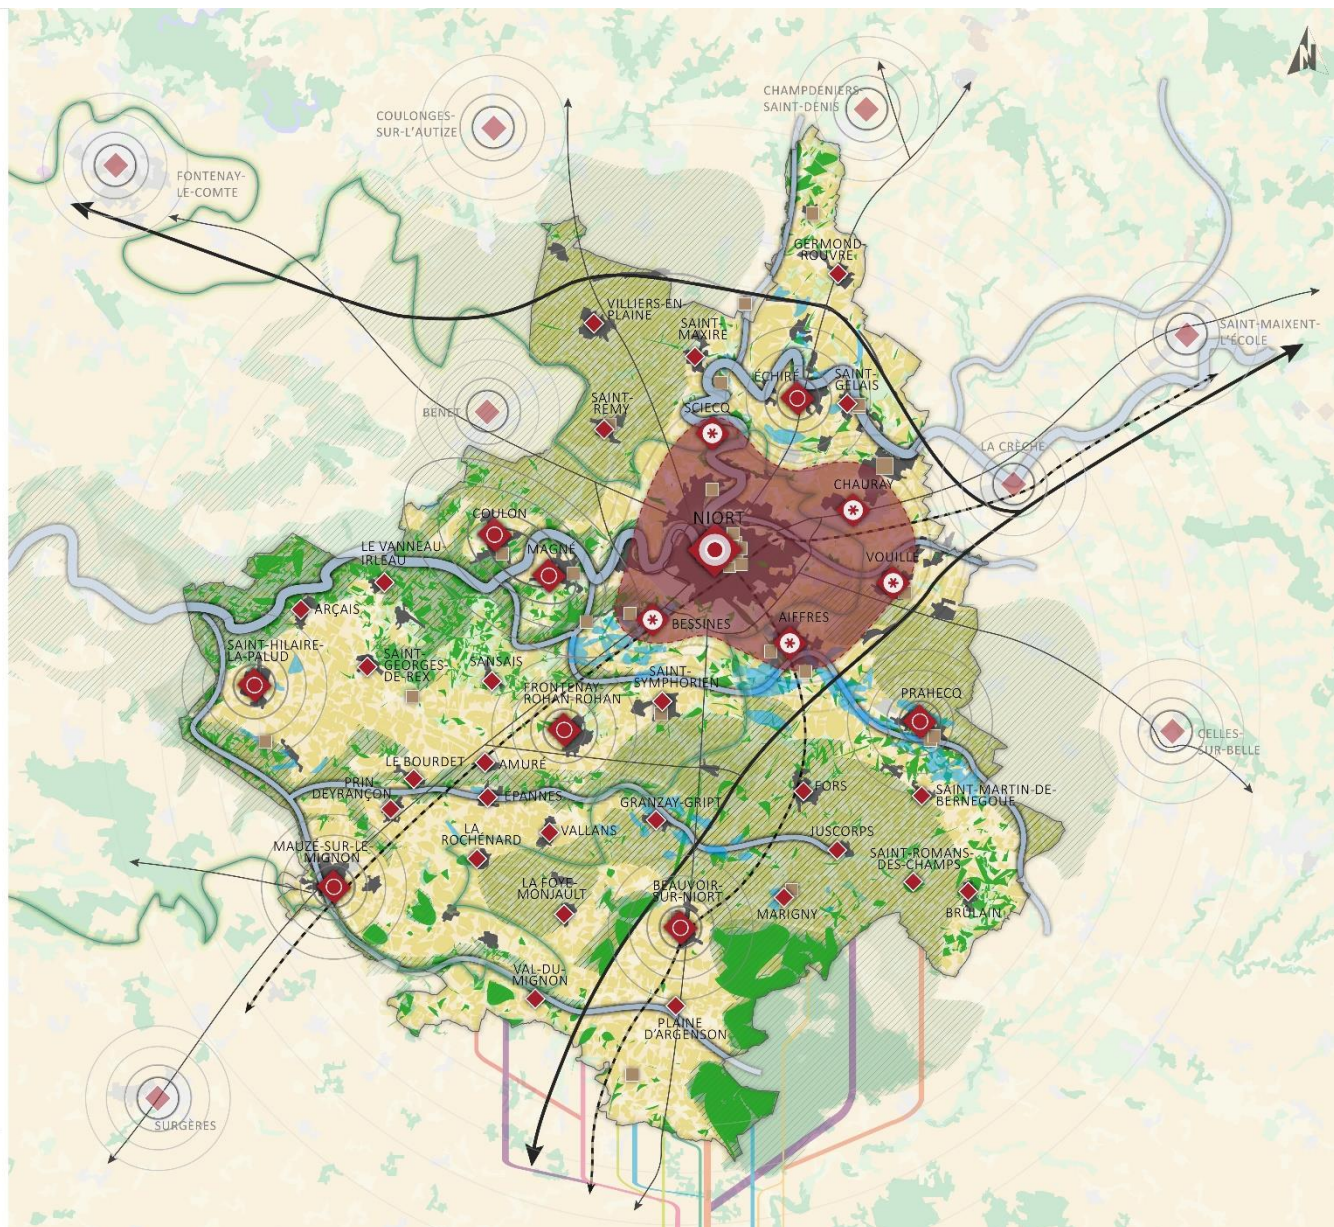 N
CHAMPDENIERS-
SAINT-DENIS
COULONGES-
SUR-L'AUTIZE
FONTENAY-
LE-COMTE
GERMOND-
ROUVRE
VILLIERS-EN
PLAINE
SAINT
MAXIRE
SAINT-MAIXENT-
L'ÉCOLE
ÉCHIRÉ
SAINT-
GELAIS
BENET
SAINT-
REMY
SCIECQ
LA CRÈCHE
CHAURAY
COULON
NIORT
LE VANNEAU-
IRLEAU
MAGNÉ
VOUILLÉ
ARÇAIS
BESSINES
AIFFRES
SAINT-HILAIRE-
LA-PALUD
SAINT-
GEORGES-
DE-REX
SANSAIS
SAINT-
SYMPHORIEN
FRONTENAY-
ROHAN-ROHAN
PRAHECQ
CELLES-
SUR-BELLE
LE BOURDET
AMURÉ
PRIN
DEYRANÇON
ÉPANNES
GRANZAY-GRIPT
FORS
SAINT-MARTIN-DE-
BERNEGOUE
LA
ROCHÉNARD
VALLANS
JUSCORPS
MAUZÉ-SUR-LE-
MIGNON
SAINT-ROMANS-
DES-CHAMPS
LA FOYE-
MONJAULT
BEAUVOIR-
SUR-NIORT
MARIGNY
BRÛLAIN
VAL-DU-
MIGNON
PLAINE
D'ARGENSON
SURGÈRES